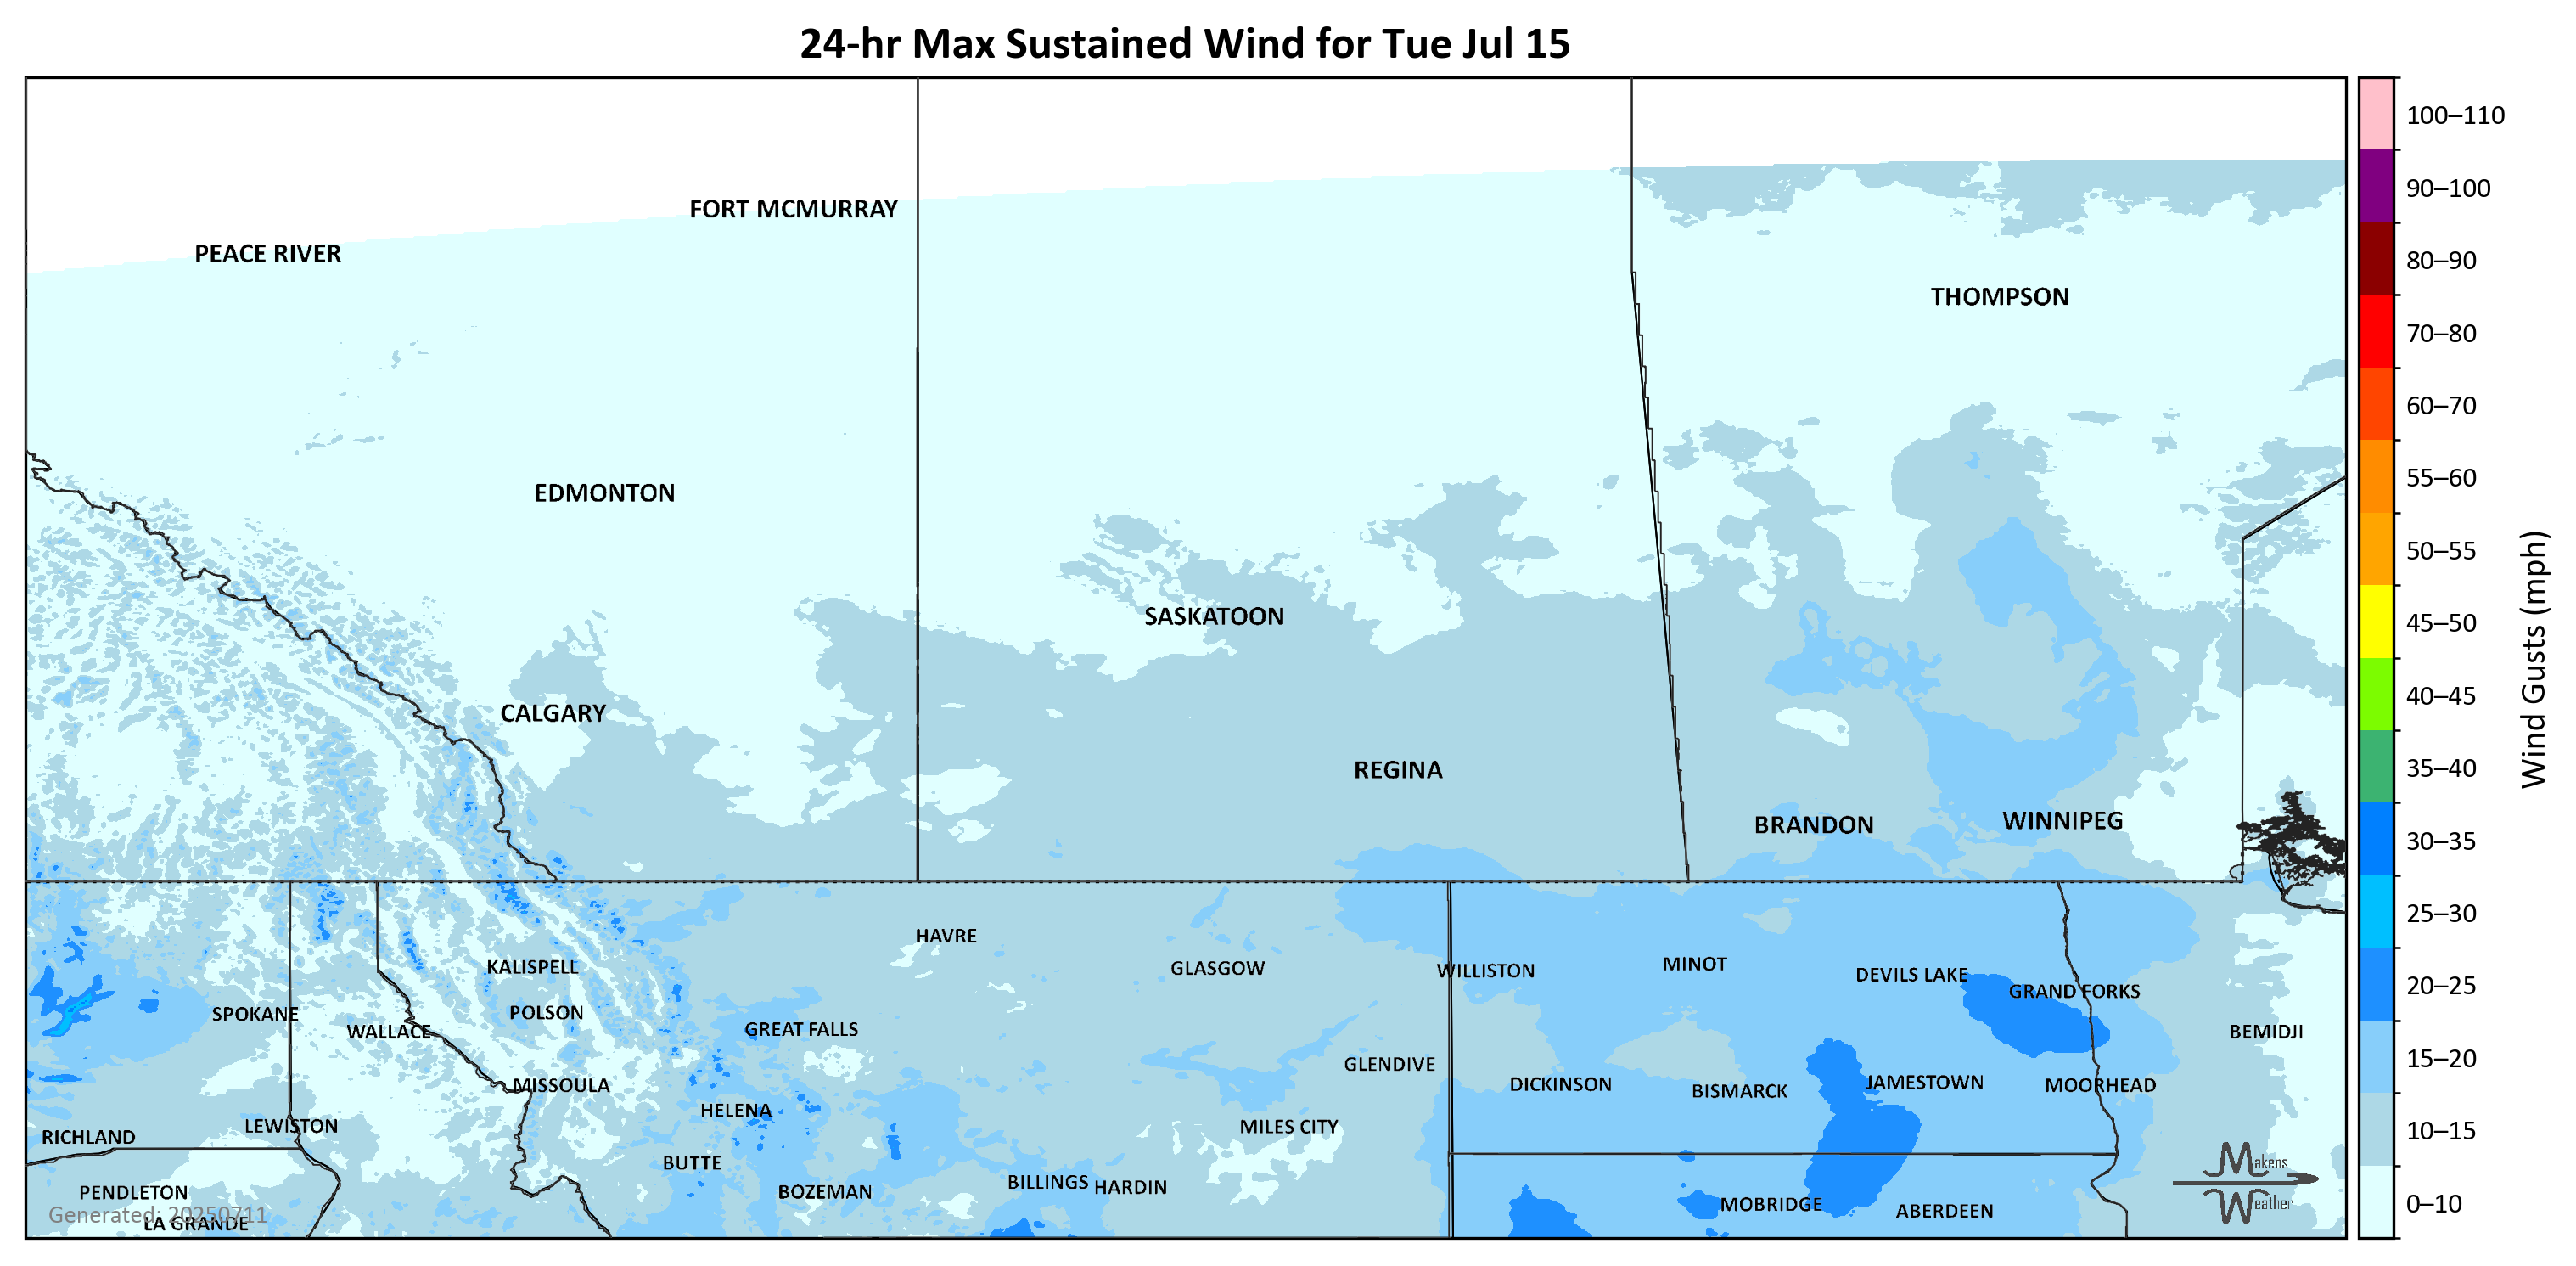 24-hr Max Sustained Wind for Tue Jul 15
100–110
90–100
80–90
70–80
60–70
55–60
50–55
45–50
40–45
35–40
30–35
25–30
20–25
15–20
10–15
0–10
Wind Gusts (mph)
FORT MCMURRAY
PEACE RIVER
THOMPSON
EDMONTON
SASKATOON
CALGARY
REGINA
WINNIPEG
BRANDON
HAVRE
MINOT
KALISPELL
GLASGOW
WILLISTON
DEVILS LAKE
GRAND FORKS
POLSON
SPOKANE
GREAT FALLS
WALLACE
BEMIDJI
GLENDIVE
JAMESTOWN
DICKINSON
MISSOULA
MOORHEAD
BISMARCK
HELENA
LEWISTON
MILES CITY
RICHLAND
BUTTE
BILLINGS
HARDIN
PENDLETON
BOZEMAN
MOBRIDGE
ABERDEEN
Generated: 20250711
LA GRANDE
Makens
Weather